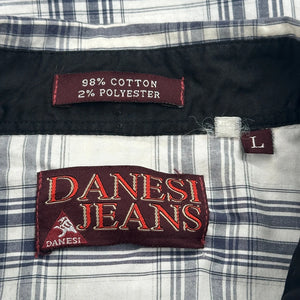 98% COTTON
2% POLYESTER
L
DANESI
JEANS
DANESI